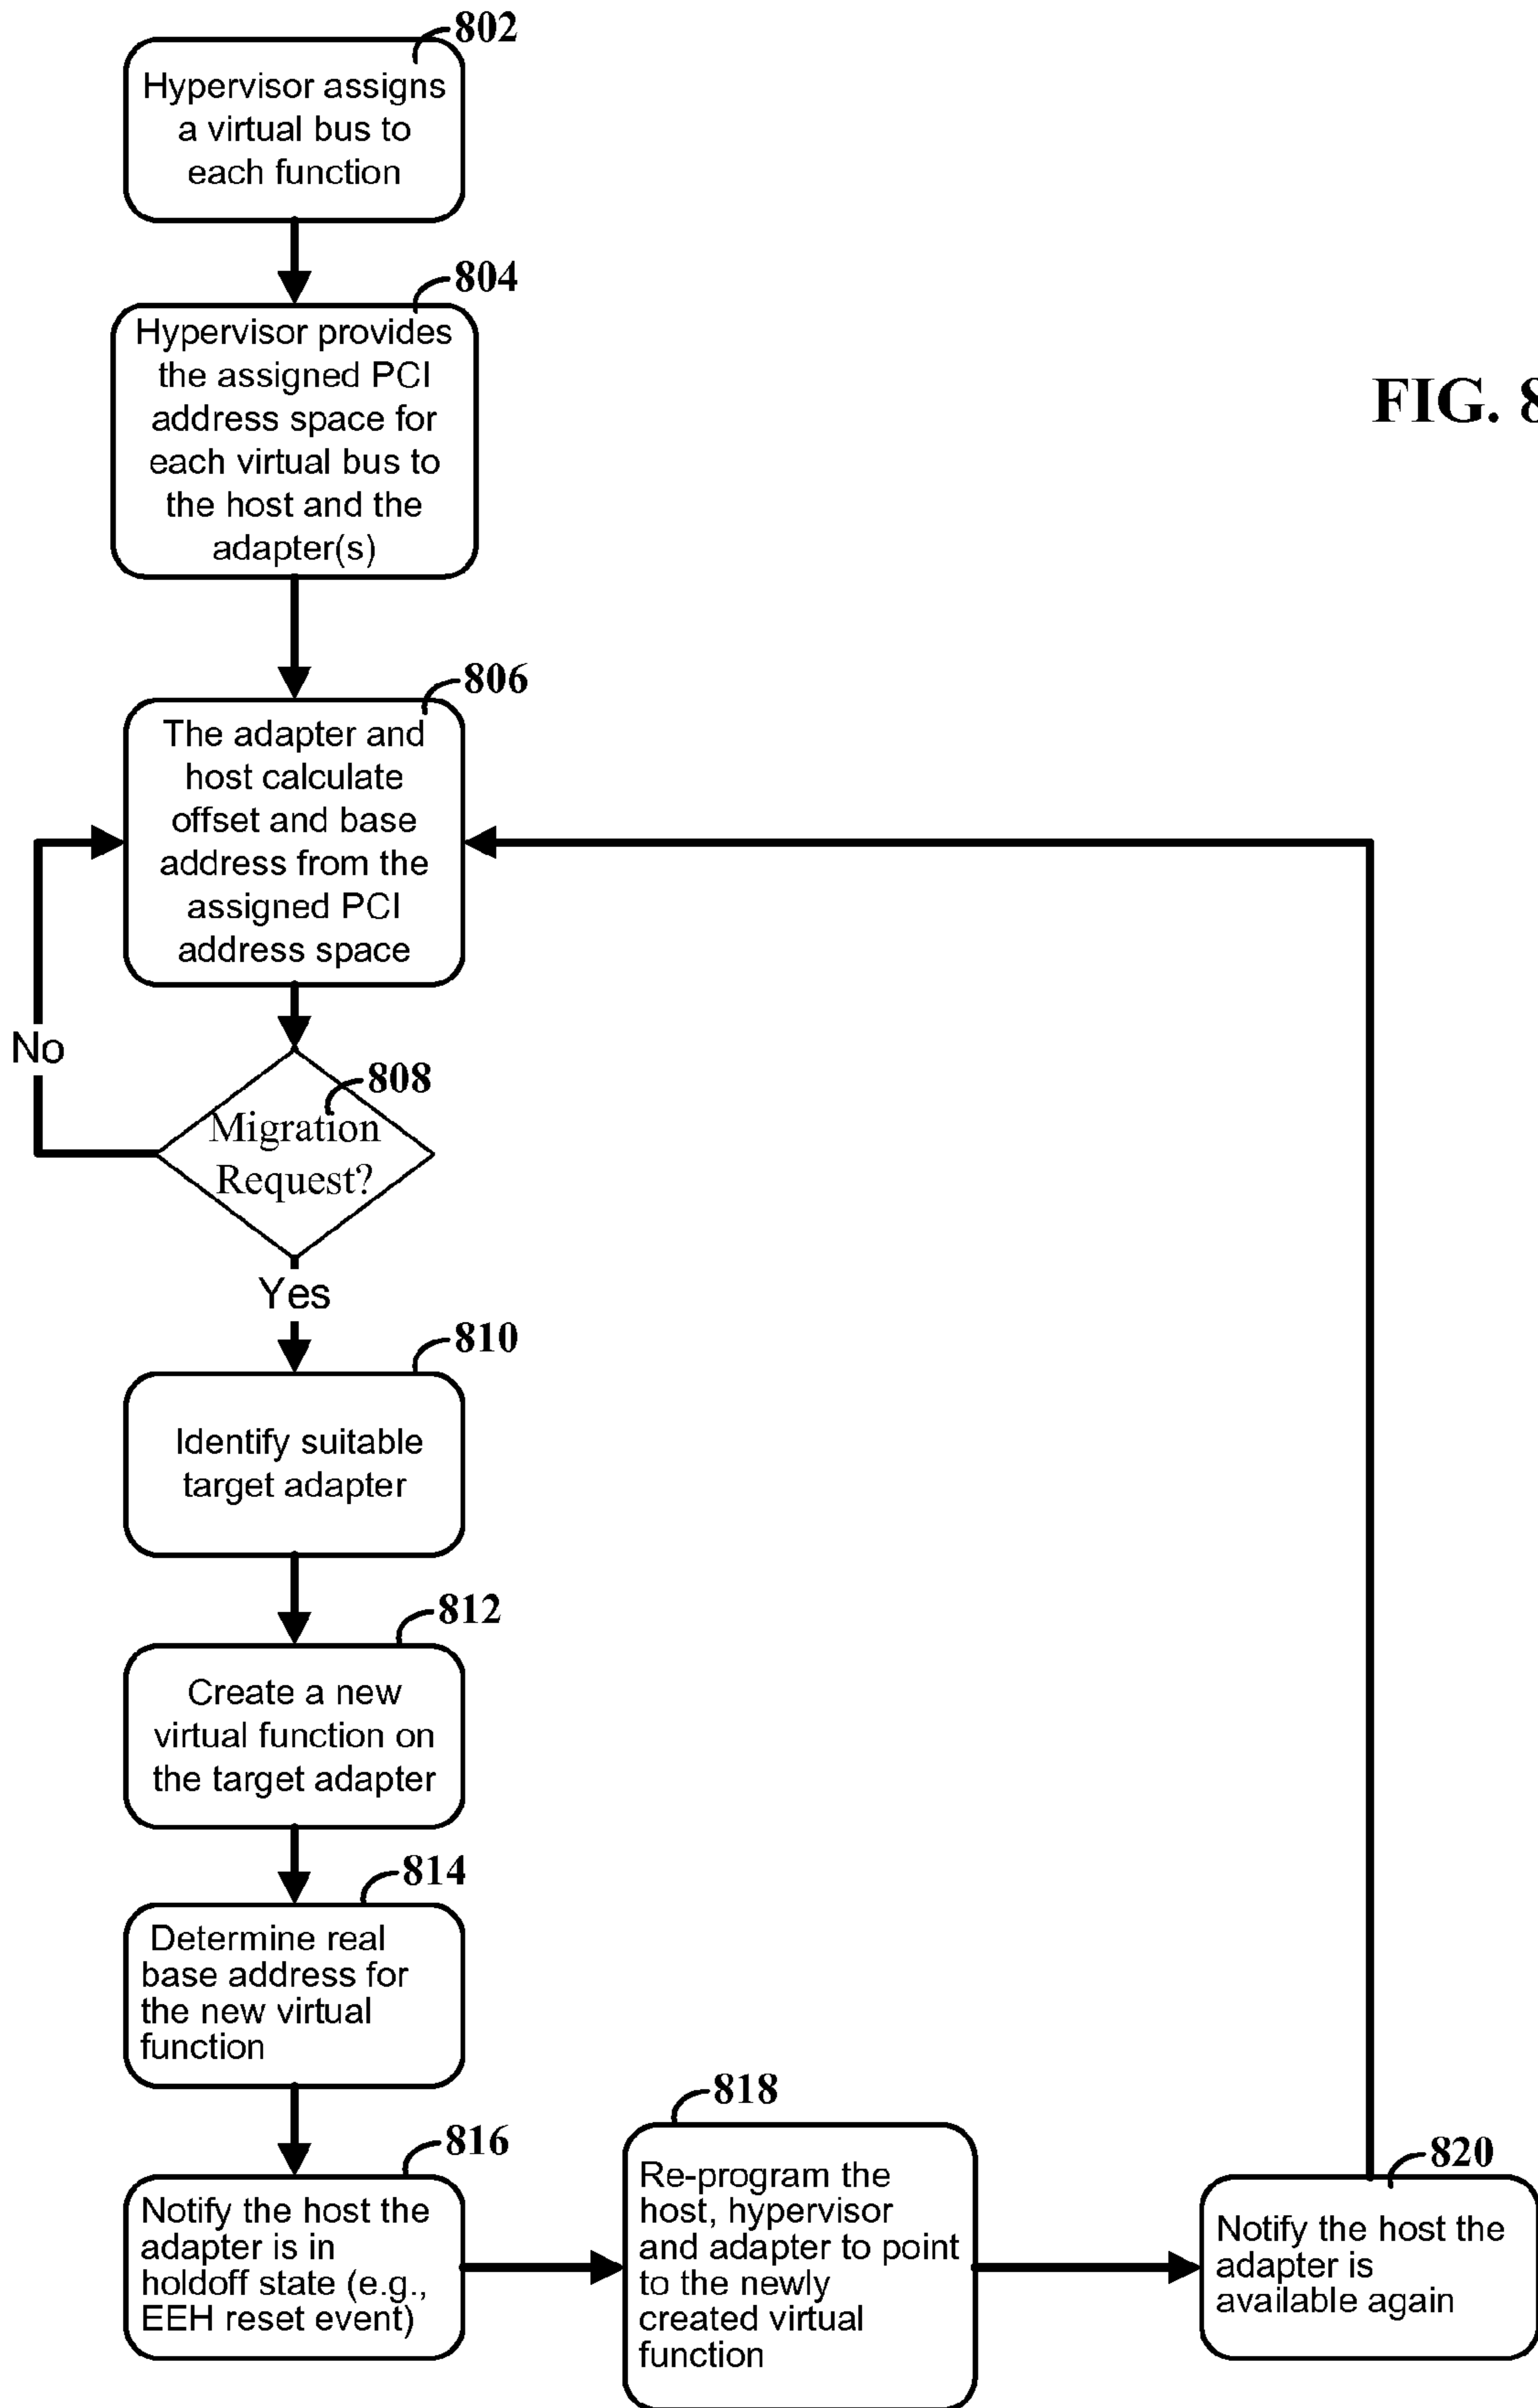 802
Hypervisor assigns
a virtual bus to
each function
804
Hypervisor provides
the assigned PCI
address space for
each virtual bus to
the host and the
adapter(s)
FIG. 8
806
The adapter and
host calculate
offset and base
address from the
assigned PCI
address space
No
808
Migration
Request?
Yes
810
Identify suitable
target adapter
812
Create a new
virtual function on
the target adapter
814
Determine real
base address for
the new virtual
function
816
Notify the host the
adapter is in
holdoff state (e.g.,
EEH reset event)
818
Re-program the
host, hypervisor
and adapter to point
to the newly
created virtual
function
820
Notify the host the
adapter is
available again